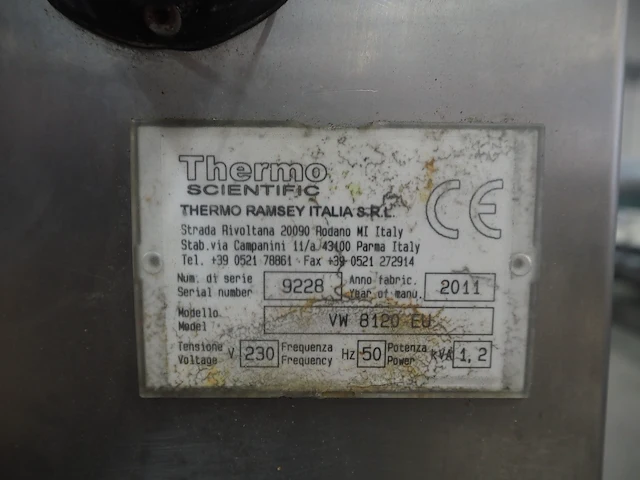 Thermo
SCIENTIFIC
CE
THERMO RAMSEY ITALIA S.R.L.
Strada Rivoltana 20090 Rodano MI Italy
Stab.via Campanini 11/a 43100 Parma Italy
Tel. +39 0521 78861 - Fax +39 0521 272914
Num. di serie 9228 Anno fabric. 2011
Serial number Year of manu.
Modello VW 8120 EU
Model
Tensione V 230 Frequenza Hz 50 Potenza kVA 1,2
Voltage Frequency Power